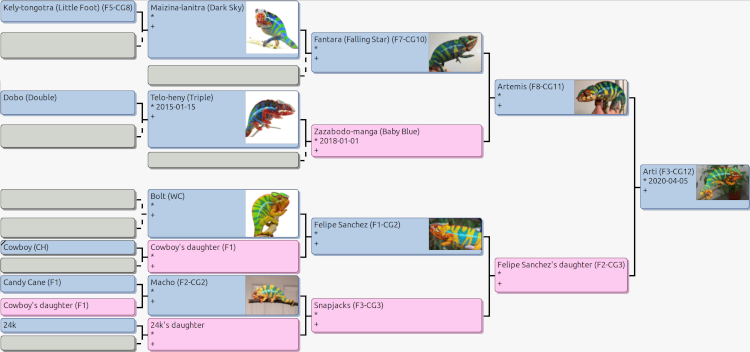 Kely-tongotra (Little Foot) (F5-CG8)
Maizina-lanitra (Dark Sky)
*
+
Fantara (Falling Star) (F7-CG10)
*
+
Artemis (F8-CG11)
*
+
Dobo (Double)
Telo-heny (Triple)
* 2015-01-15
+
Zazabodo-manga (Baby Blue)
* 2018-01-01
+
Arti (F3-CG12)
* 2020-04-05
+
Bolt (WC)
*
+
Felipe Sanchez (F1-CG2)
*
+
Cowboy (CH)
Cowboy's daughter (F1)
*
+
Felipe Sanchez's daughter (F2-CG3)
*
+
Candy Cane (F1)
Macho (F2-CG2)
*
+
Cowboy's daughter (F1)
Snapjacks (F3-CG3)
*
+
24k
24k's daughter
*
+